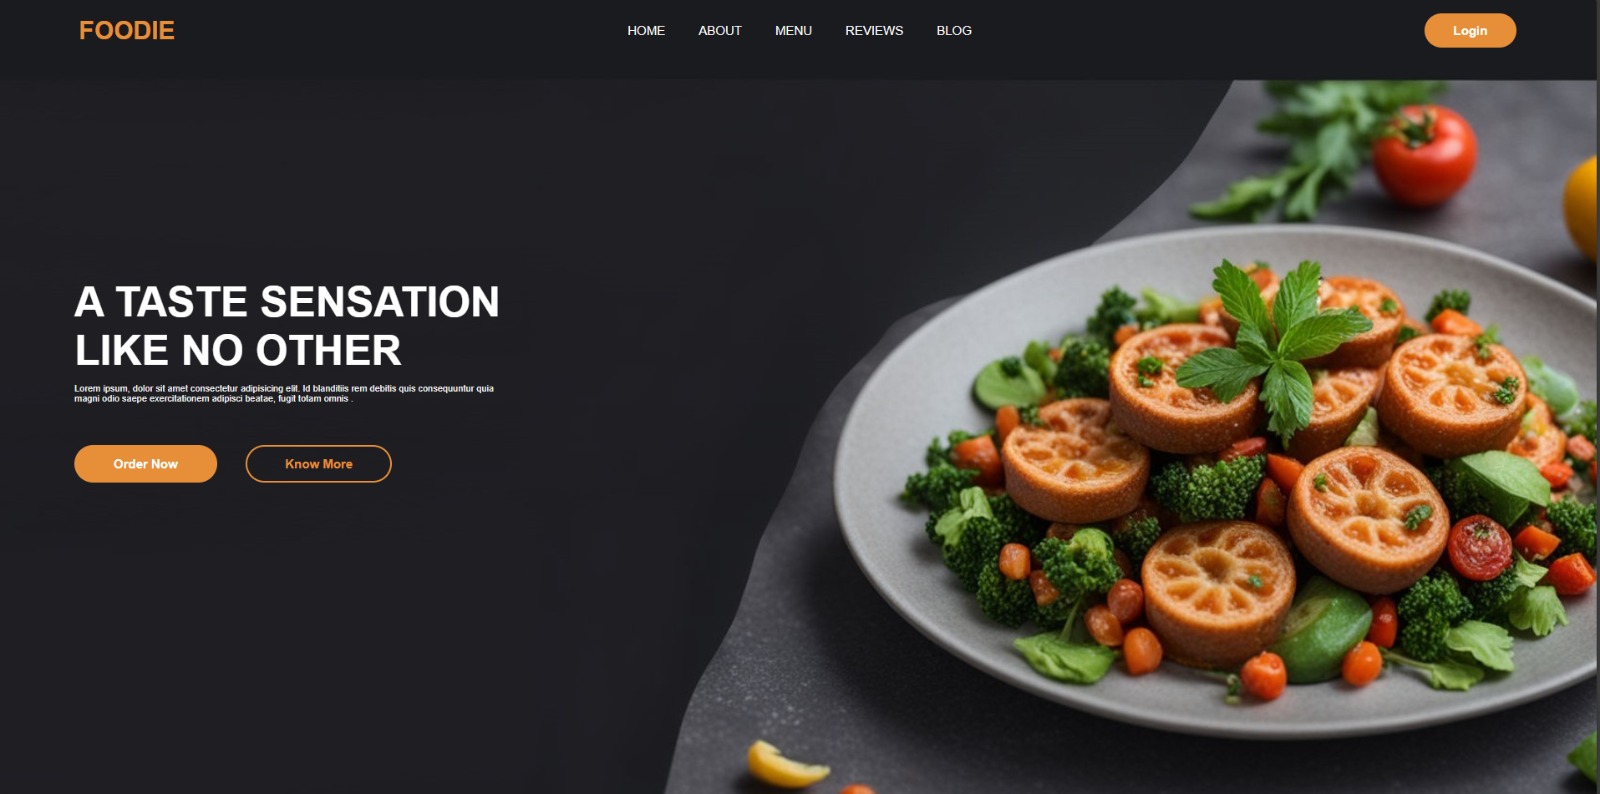 FOODIE
HOME ABOUT MENU REVIEWS BLOG
Login
A TASTE SENSATION
LIKE NO OTHER
Lorem ipsum, dolor sit amet consectetur adipisicing elit. Id blanditiis rem debitis quis consequuntur quia
magni odio saepe exercitationem adipisci beatae, fugit totam omnis .
Order Now
Know More